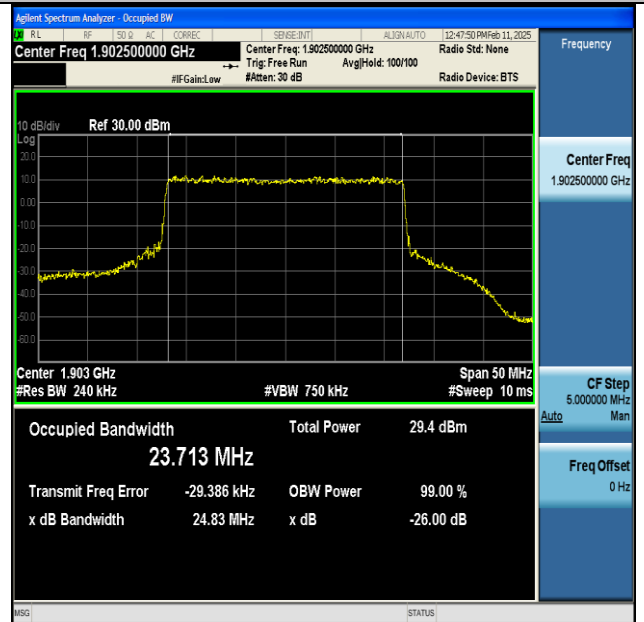 Agilent Spectrum Analyzer - Occupied BW
LXI RL RF 50 Ω AC CORREC SENSE:INT ALIGN AUTO 12:47:50 PM Feb 11, 2025
Center Freq 1.902500000 GHz Center Freq: 1.902500000 GHz Radio Std: None
Trig: Free Run Avg|Hold: 100/100
#IFGain:Low #Atten: 30 dB Radio Device: BTS
Frequency
10 dB/div Ref 30.00 dBm
Log
20.0
10.0
0.00
-10.0
-20.0
-30.0
-40.0
-50.0
-60.0
Center 1.903 GHz Span 50 MHz
#Res BW 240 kHz #VBW 750 kHz #Sweep 10 ms
Occupied Bandwidth Total Power 29.4 dBm
23.713 MHz
Transmit Freq Error -29.386 kHz OBW Power 99.00 %
x dB Bandwidth 24.83 MHz x dB -26.00 dB
Center Freq
1.902500000 GHz
CF Step
5.000000 MHz
Auto Man
Freq Offset
0 Hz
MSG STATUS